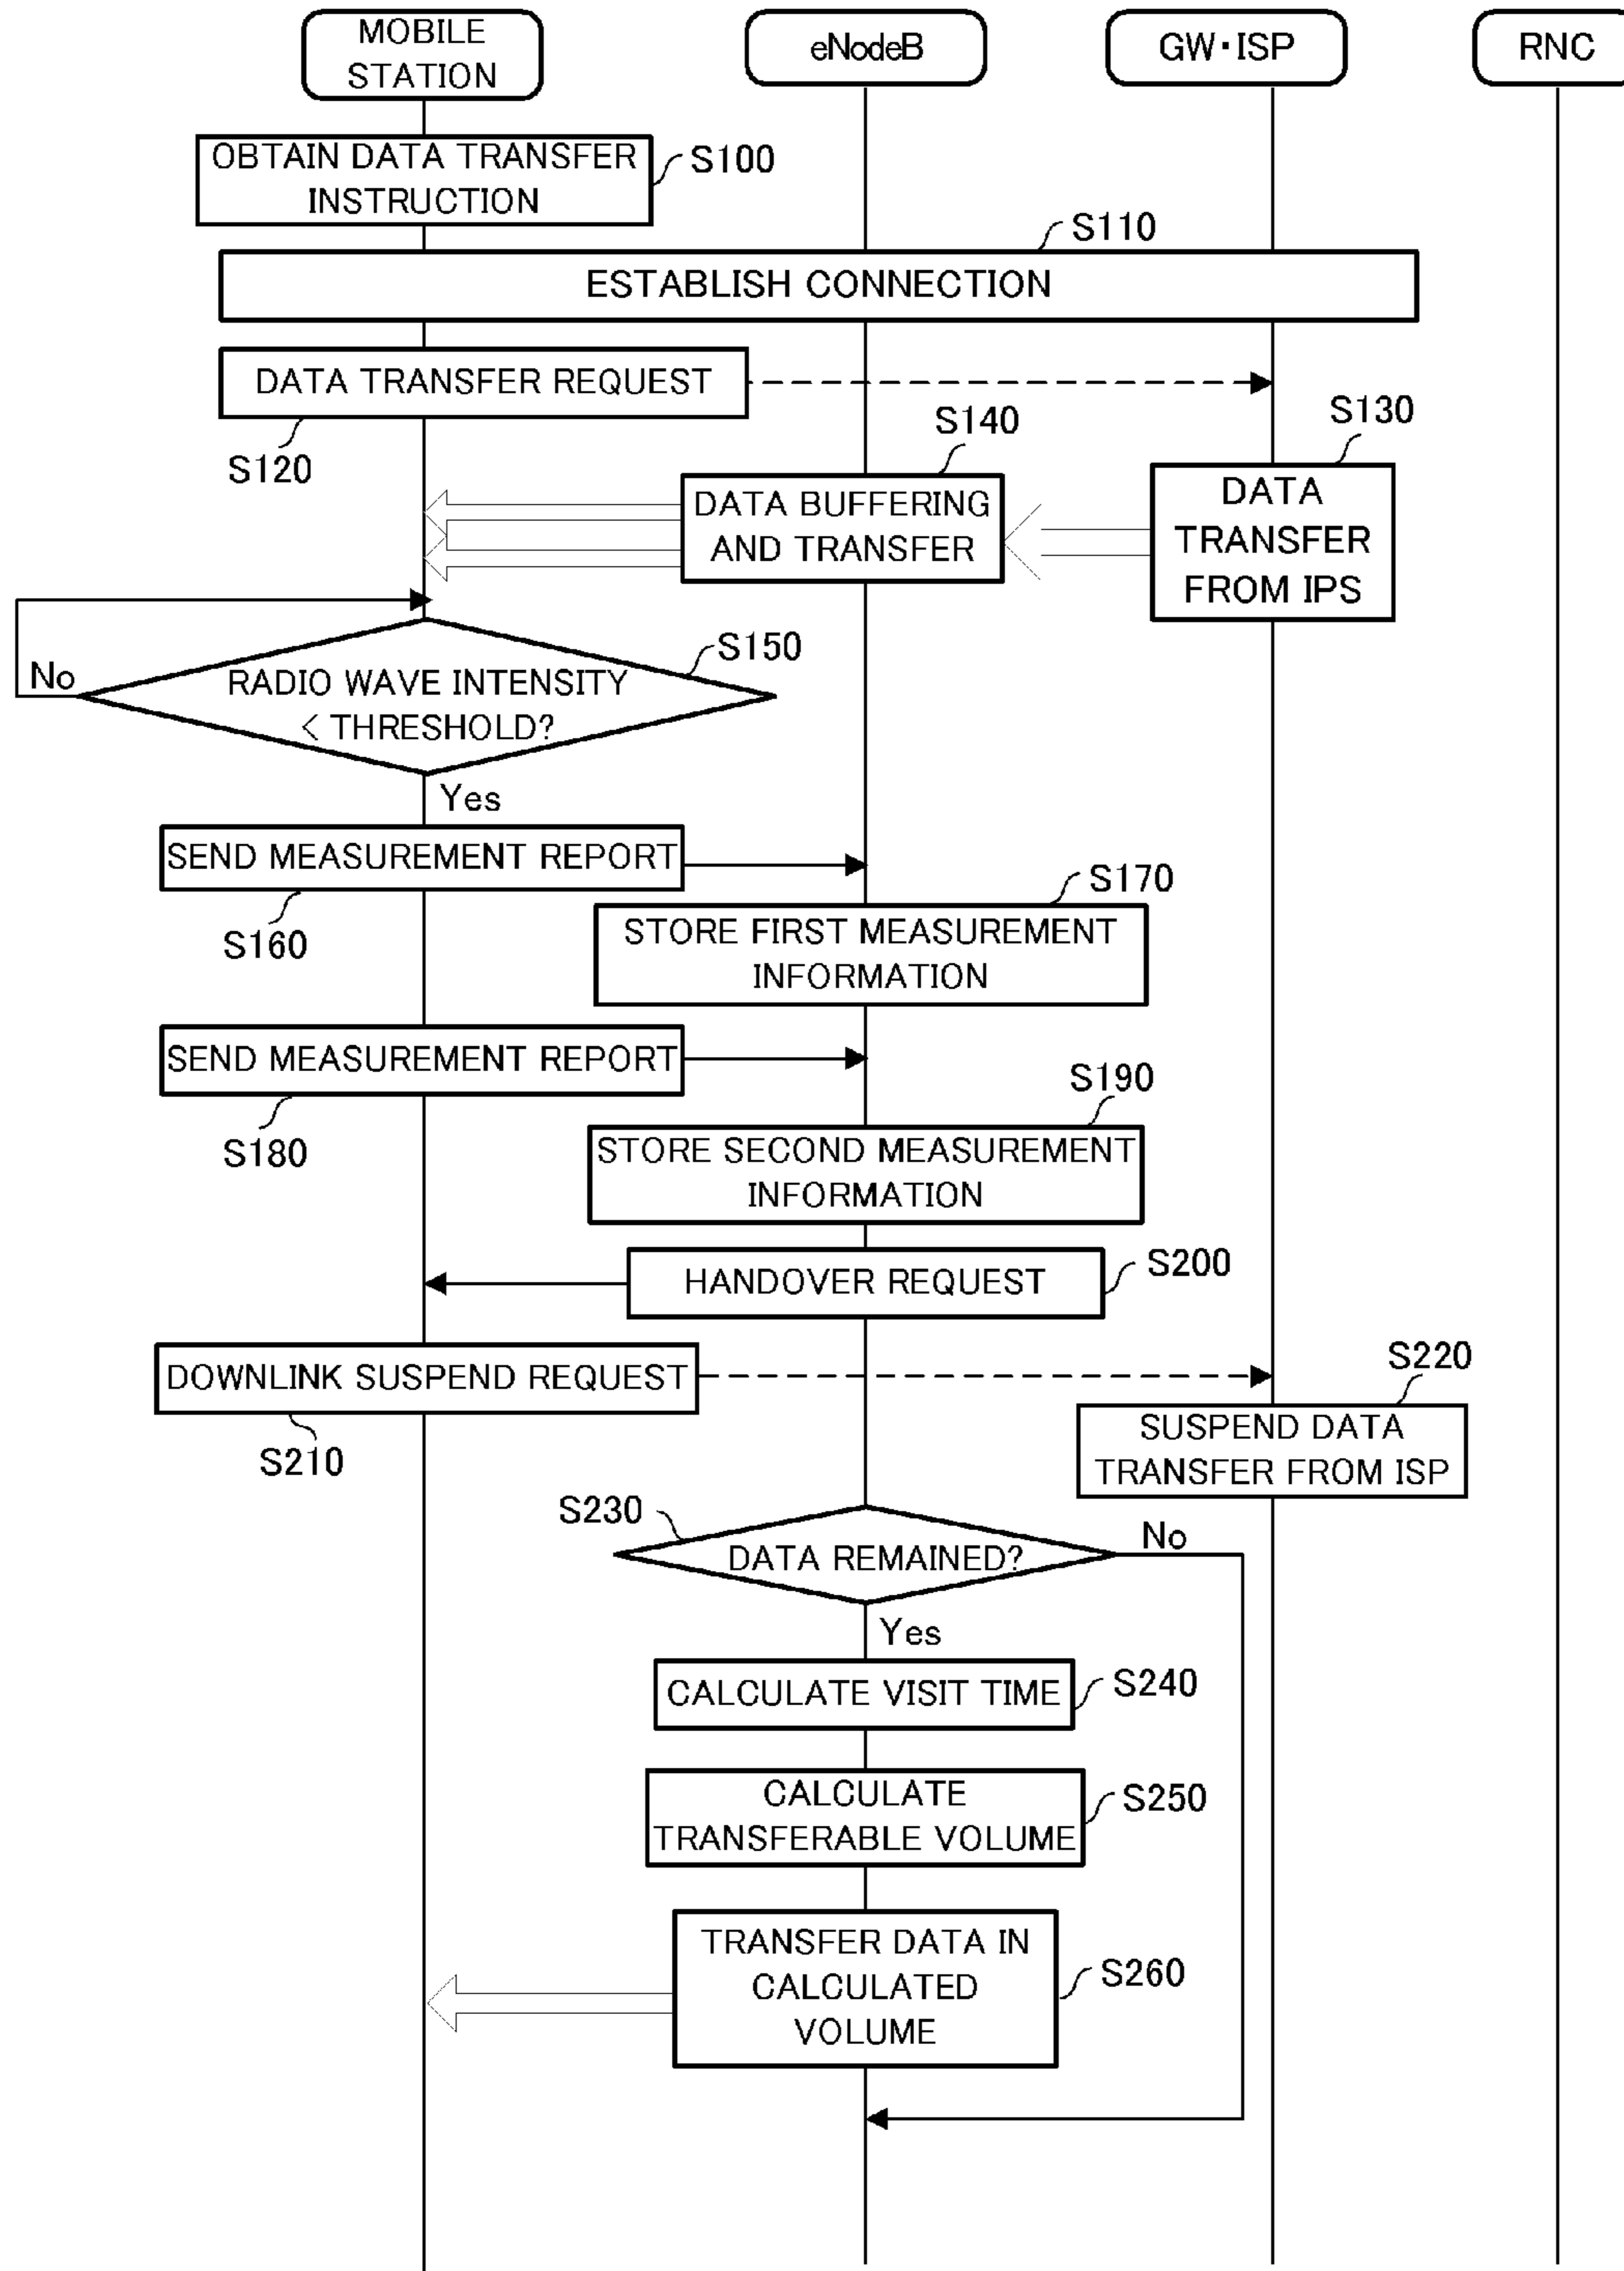 MOBILE
STATION
eNodeB
GW・ISP
RNC
OBTAIN DATA TRANSFER
INSTRUCTION
S100
S110
ESTABLISH CONNECTION
DATA TRANSFER REQUEST
S120
S140
S130
DATA BUFFERING
AND TRANSFER
DATA
TRANSFER
FROM IPS
S150
No
RADIO WAVE INTENSITY
< THRESHOLD?
Yes
SEND MEASUREMENT REPORT
S160
S170
STORE FIRST MEASUREMENT
INFORMATION
SEND MEASUREMENT REPORT
S180
S190
STORE SECOND MEASUREMENT
INFORMATION
HANDOVER REQUEST
S200
DOWNLINK SUSPEND REQUEST
S210
S220
SUSPEND DATA
TRANSFER FROM ISP
S230
DATA REMAINED?
No
Yes
CALCULATE VISIT TIME
S240
CALCULATE
TRANSFERABLE VOLUME
S250
TRANSFER DATA IN
CALCULATED
VOLUME
S260